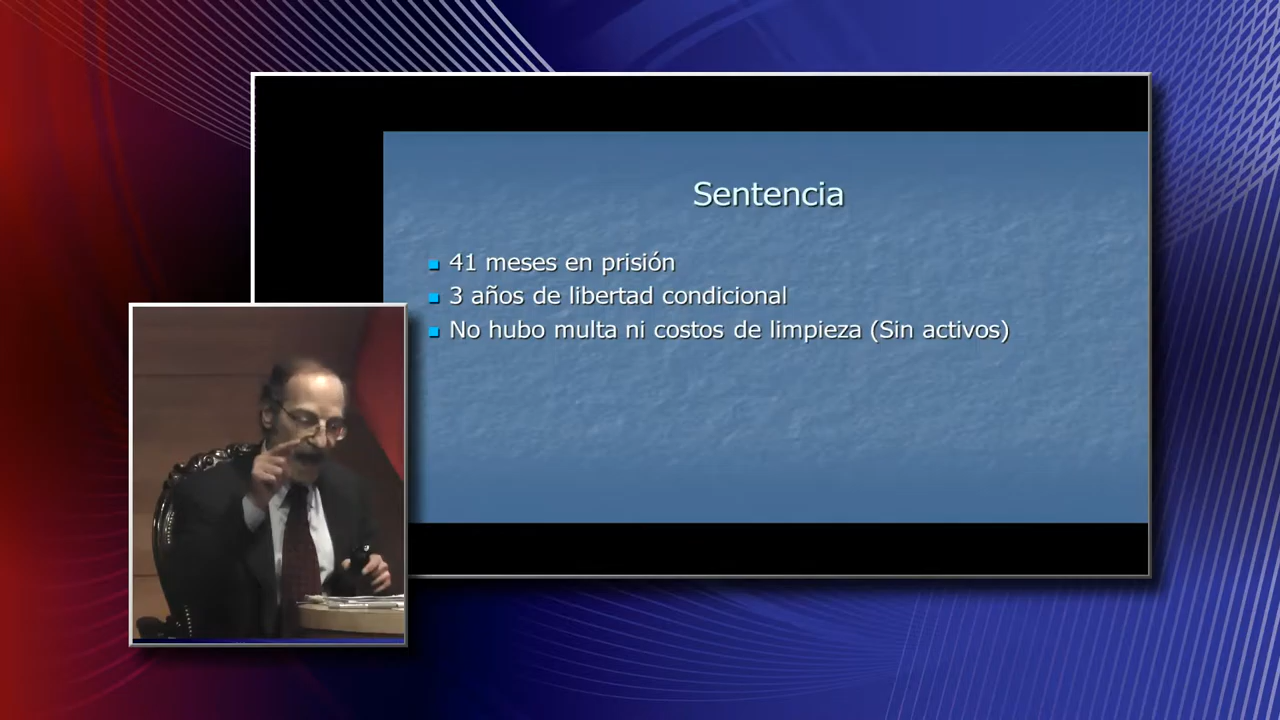 Sentencia
41 meses en prisión
3 años de libertad condicional
No hubo multa ni costos de limpieza (Sin activos)